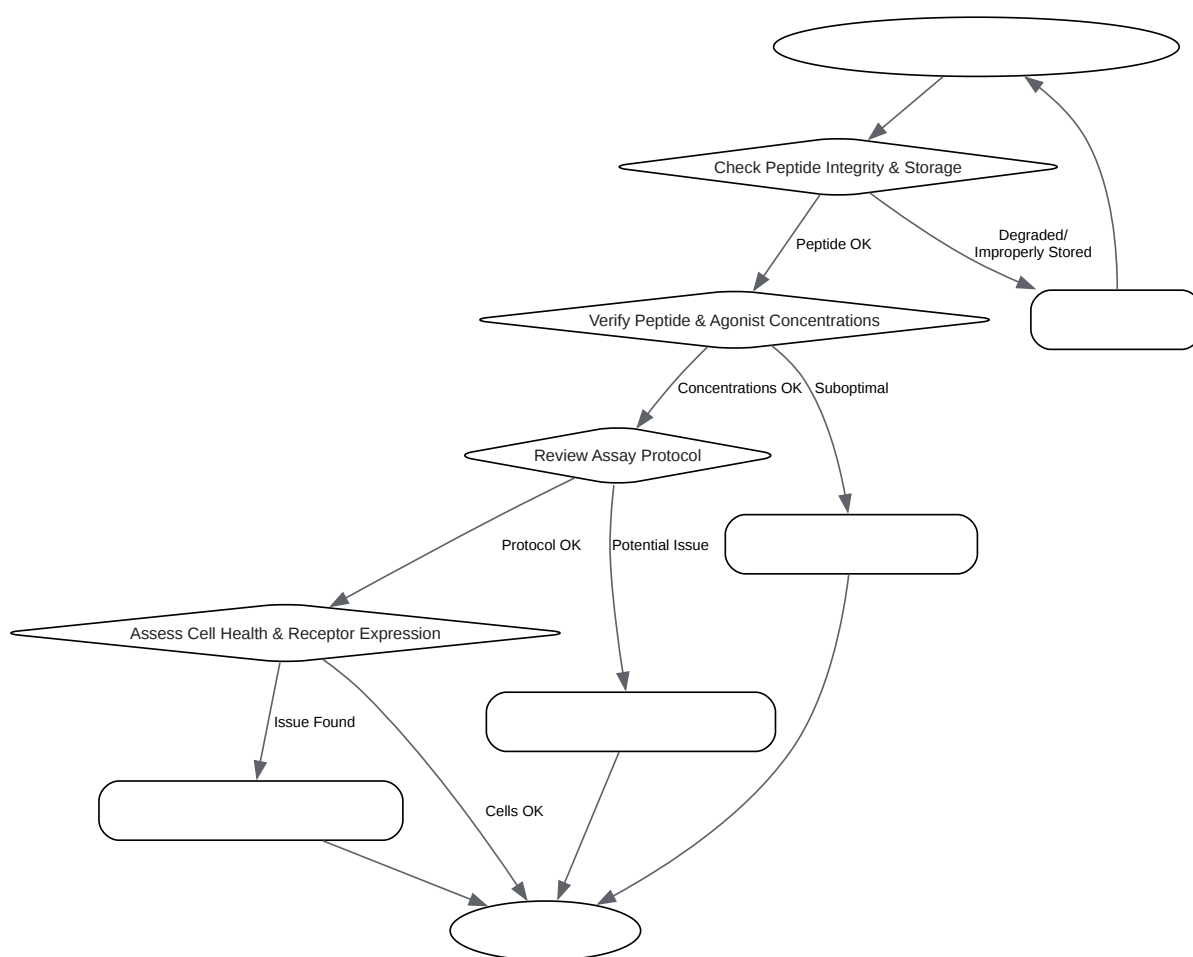 Check Peptide Integrity & Storage
Peptide OK
Degraded/
Improperly Stored
Verify Peptide & Agonist Concentrations
Concentrations OK
Suboptimal
Review Assay Protocol
Protocol OK
Potential Issue
Assess Cell Health & Receptor Expression
Issue Found
Cells OK